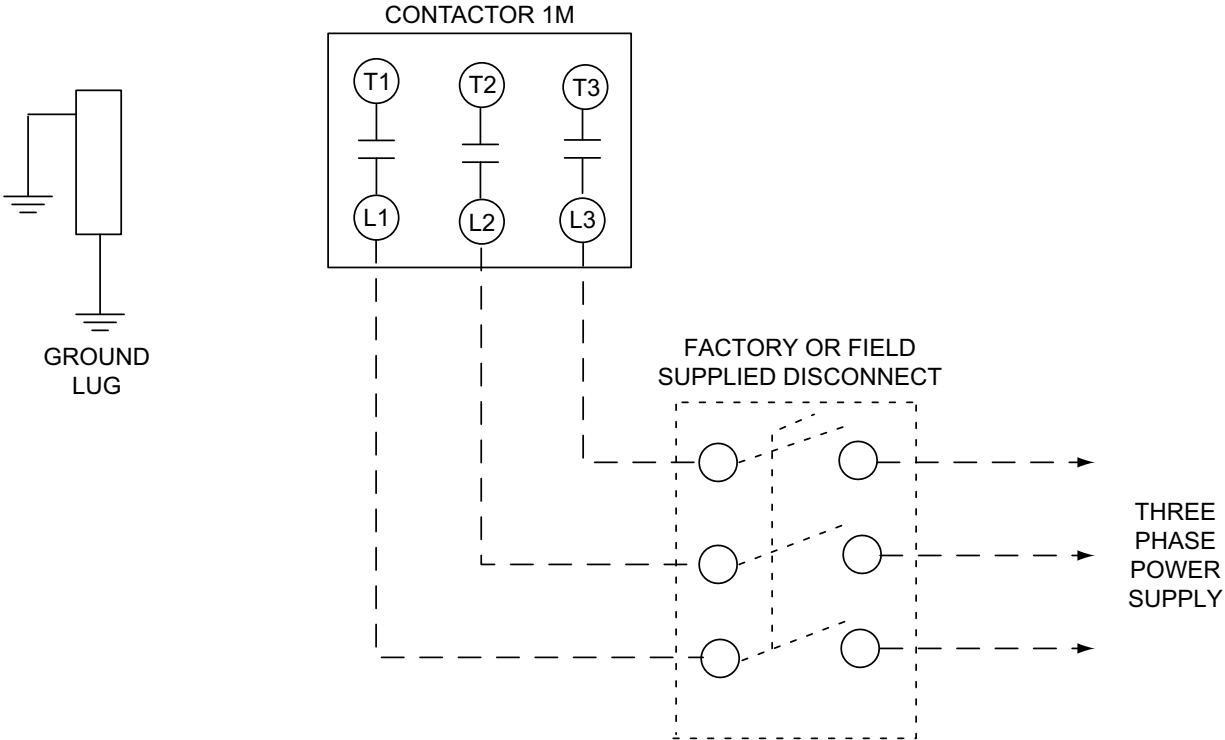 CONTACTOR 1M
T1
T2
T3
L1
L2
L3
GROUND
LUG
FACTORY OR FIELD
SUPPLIED DISCONNECT
THREE
PHASE
POWER
SUPPLY